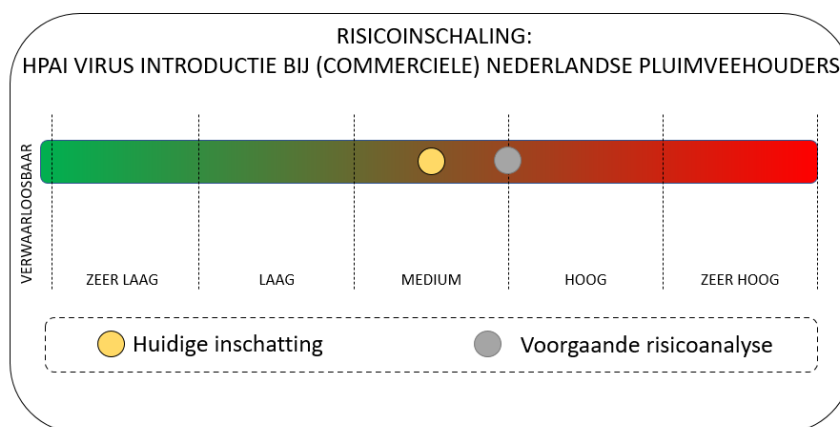 RISICOINSCHALING:
HPAI VIRUS INTRODUCTIE BIJ (COMMERCIELE) NEDERLANDSE PLUIMVEEHOUDERS
VERWAARLOOSBAAR
ZEER LAAG
LAAG
MEDIUM
HOOG
ZEER HOOG
Huidige inschatting
Voorgaande risicoanalyse